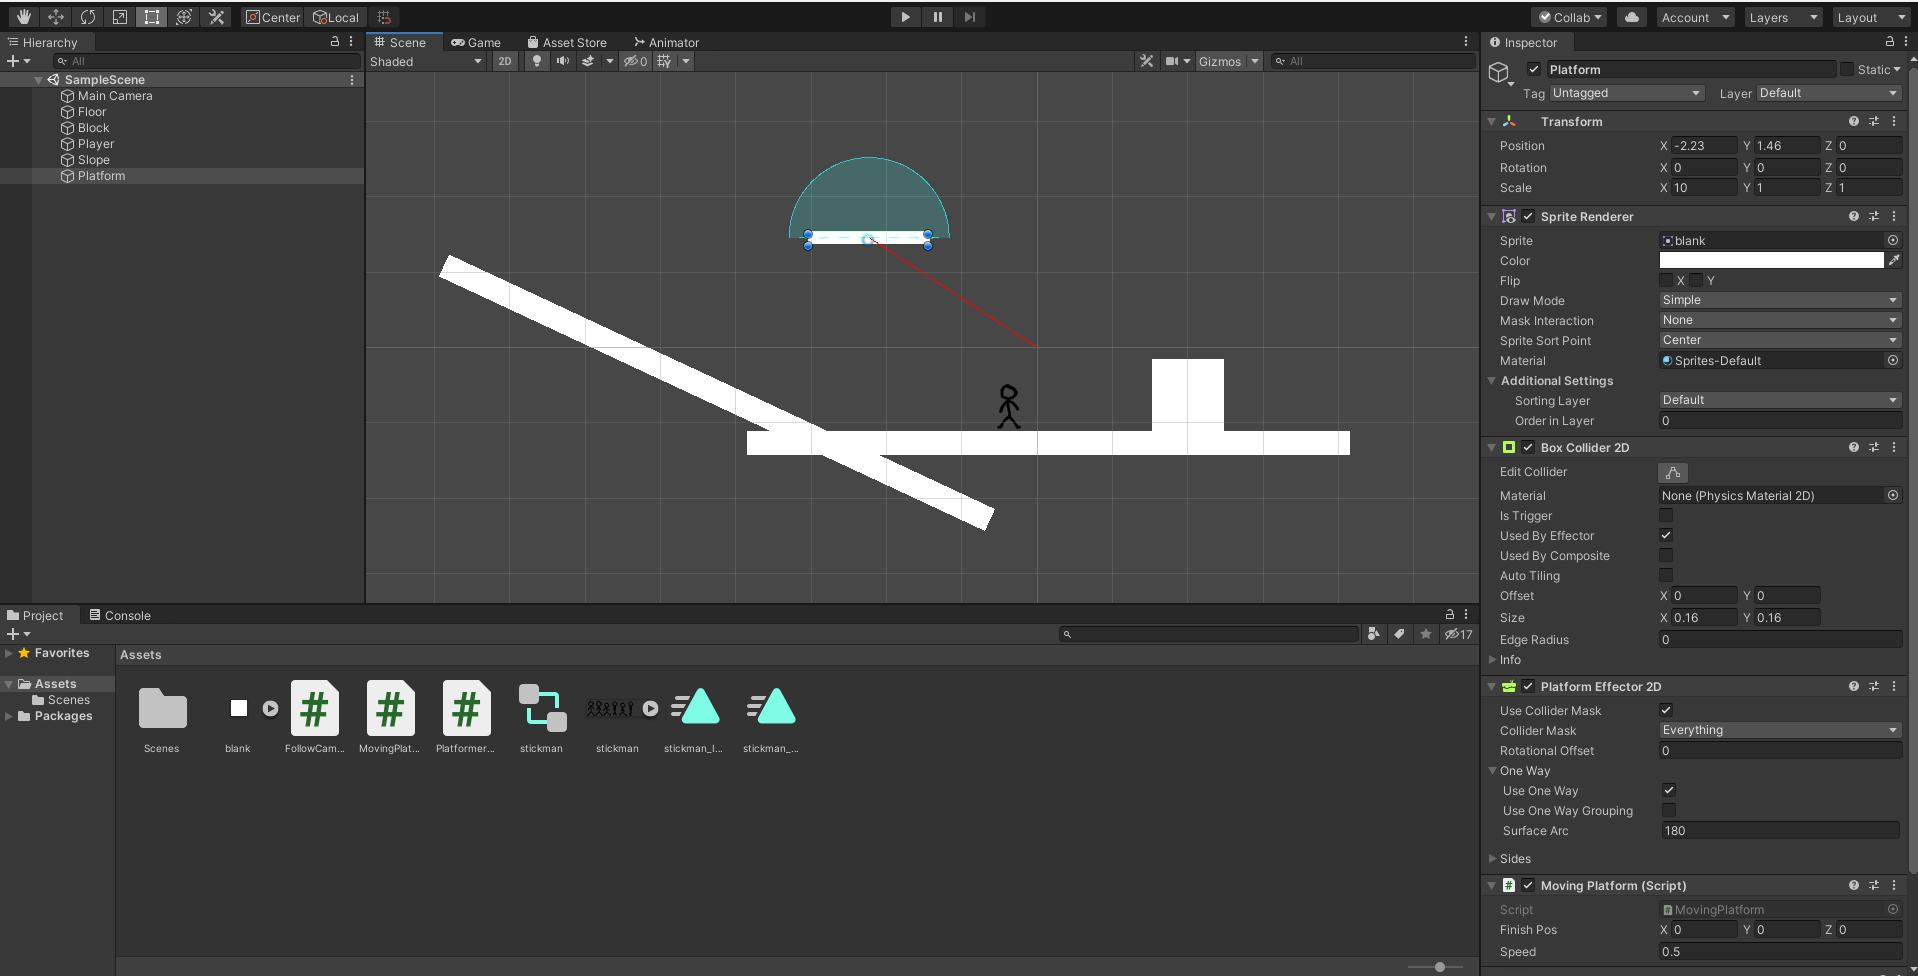 Center Local Collab Account Layers Layout
Hierarchy
All
SampleScene
Main Camera
Floor
Block
Player
Slope
Platform
Scene Game Asset Store Animator
Shaded 2D 0 Gizmos All
Inspector
Platform Static
Tag Untagged Layer Default
Transform
Position X -2.23 Y 1.46 Z 0
Rotation X 0 Y 0 Z 0
Scale X 10 Y 1 Z 1
Sprite Renderer
Sprite blank
Color
Flip X Y
Draw Mode Simple
Mask Interaction None
Sprite Sort Point Center
Material Sprites-Default
Additional Settings
Sorting Layer Default
Order in Layer 0
Box Collider 2D
Edit Collider
Material None (Physics Material 2D)
Is Trigger
Used By Effector
Used By Composite
Auto Tiling
Offset X 0 Y 0
Size X 0.16 Y 0.16
Edge Radius 0
Info
Platform Effector 2D
Use Collider Mask
Collider Mask Everything
Rotational Offset 0
One Way
Use One Way
Use One Way Grouping
Surface Arc 180
Sides
Moving Platform (Script)
Script MovingPlatform
Finish Pos X 0 Y 0 Z 0
Speed 0.5
Project Console
17
Favorites
Assets
Scenes
Packages
Assets
Scenes blank FollowCam... MovingPlat... Platformer... stickman stickman stickman_I... stickman_...